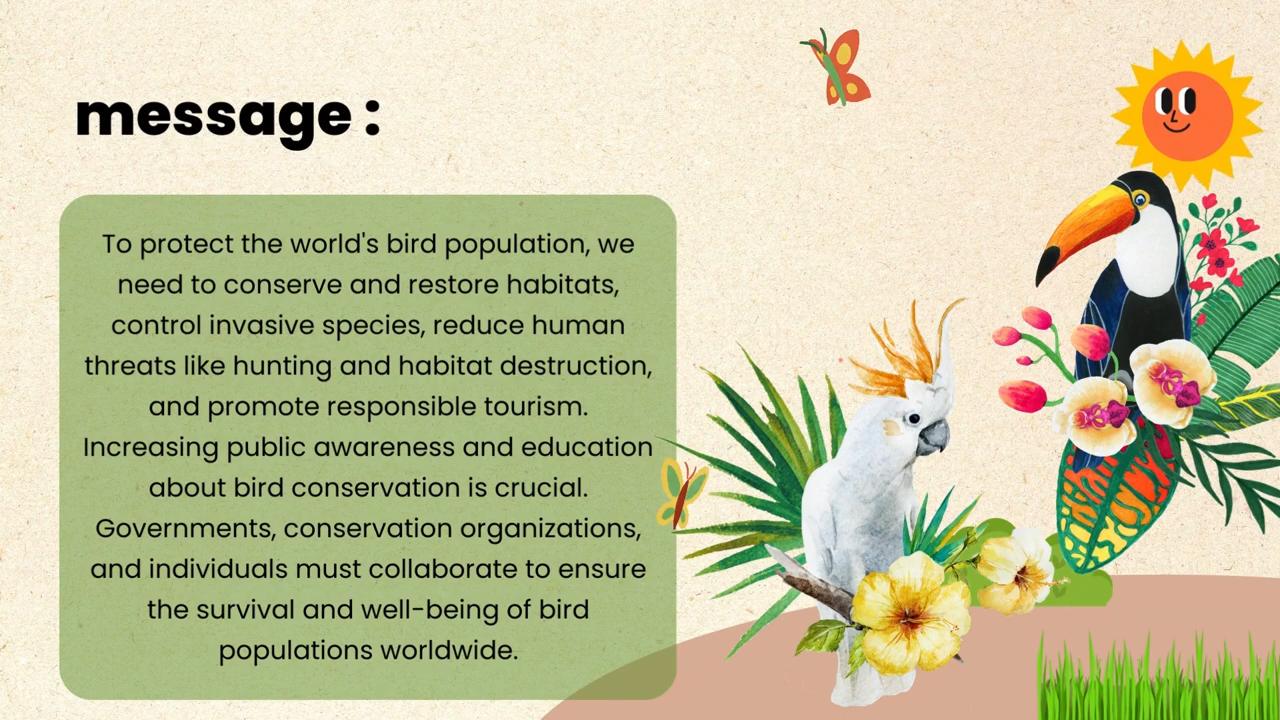 message :
To protect the world's bird population, we
need to conserve and restore habitats,
control invasive species, reduce human
threats like hunting and habitat destruction,
and promote responsible tourism.
Increasing public awareness and education
about bird conservation is crucial.
Governments, conservation organizations,
and individuals must collaborate to ensure
the survival and well-being of bird
populations worldwide.